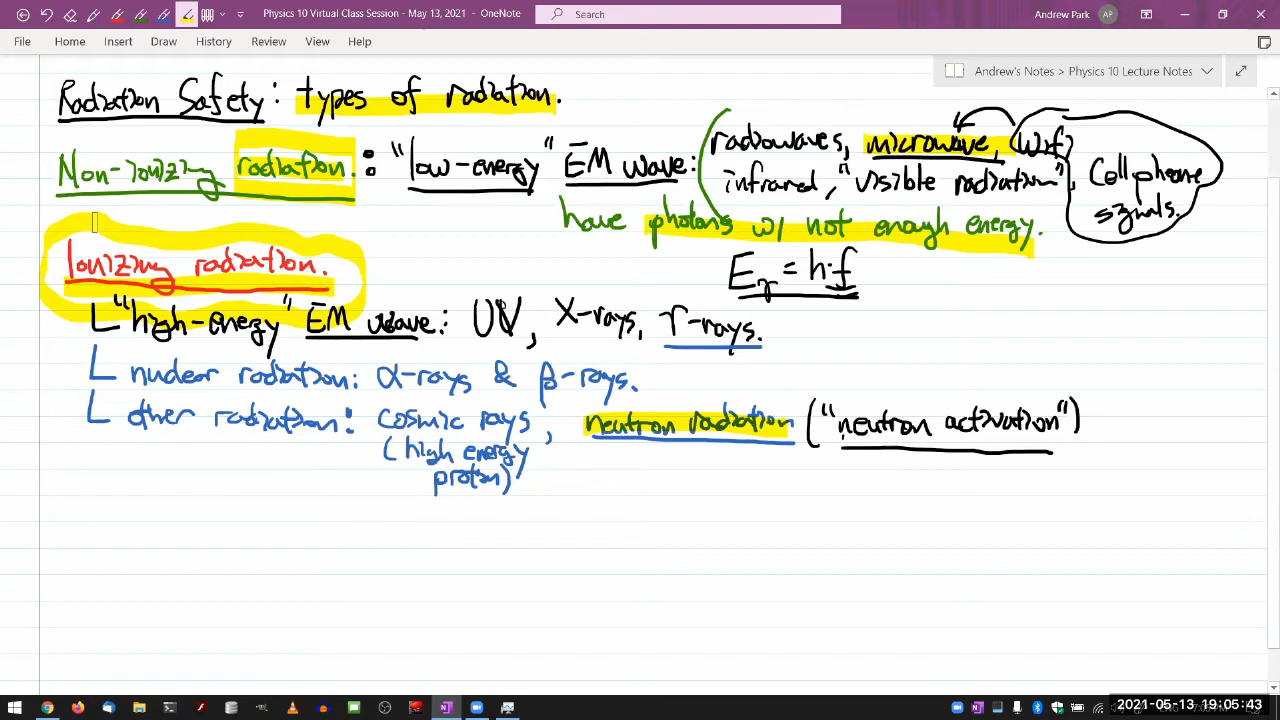 Physics 10 Virtual Class Session - May 13, 2021 - OneNote
Search
Andrew Park
AP
File Home Insert Draw History Review View Help
Andrew's Notes > Physics 10 Lecture Notes
Radiation Safety: types of radiation.
Non-ionizing radiation: "low-energy" EM wave: radiowaves, microwave, (Wifi
infrared, "visible radiation", Cell phone
signals.
have photons w/ not enough energy.
Eγ = h·f
Ionizing radiation.
"high-energy" EM wave: UV, X-rays, γ-rays.
nuclear radiation: α-rays & β-rays.
other radiation: cosmic rays, neutron radiation ("neutron activation")
(high energy
proton)
2021-05-13 19:05:43